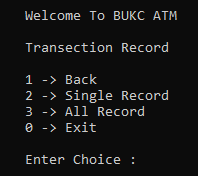 Welcome To BUKC ATM
Transection Record
1 -> Back
2 -> Single Record
3 -> All Record
0 -> Exit
Enter Choice :